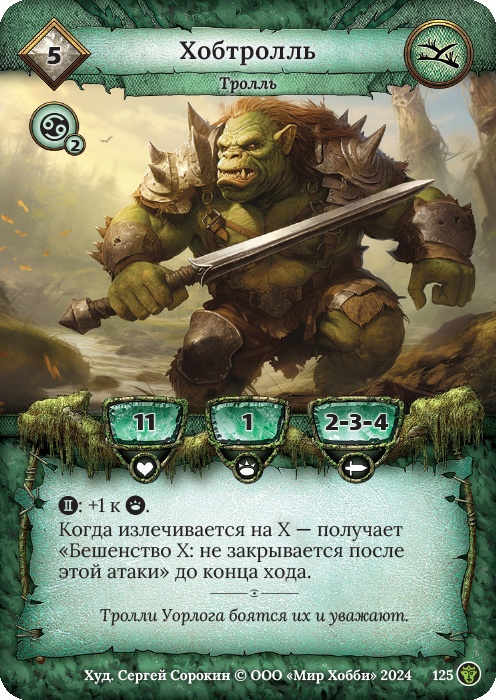 5
Хобтролль
Тролль
2
11
1
2-3-4
II: +1 к .
Когда излечивается на X — получает
«Бешенство X: не закрывается после
этой атаки» до конца хода.
Тролли Уорлога боятся их и уважают.
Худ. Сергей Сорокин © ООО «Мир Хобби» 2024
125